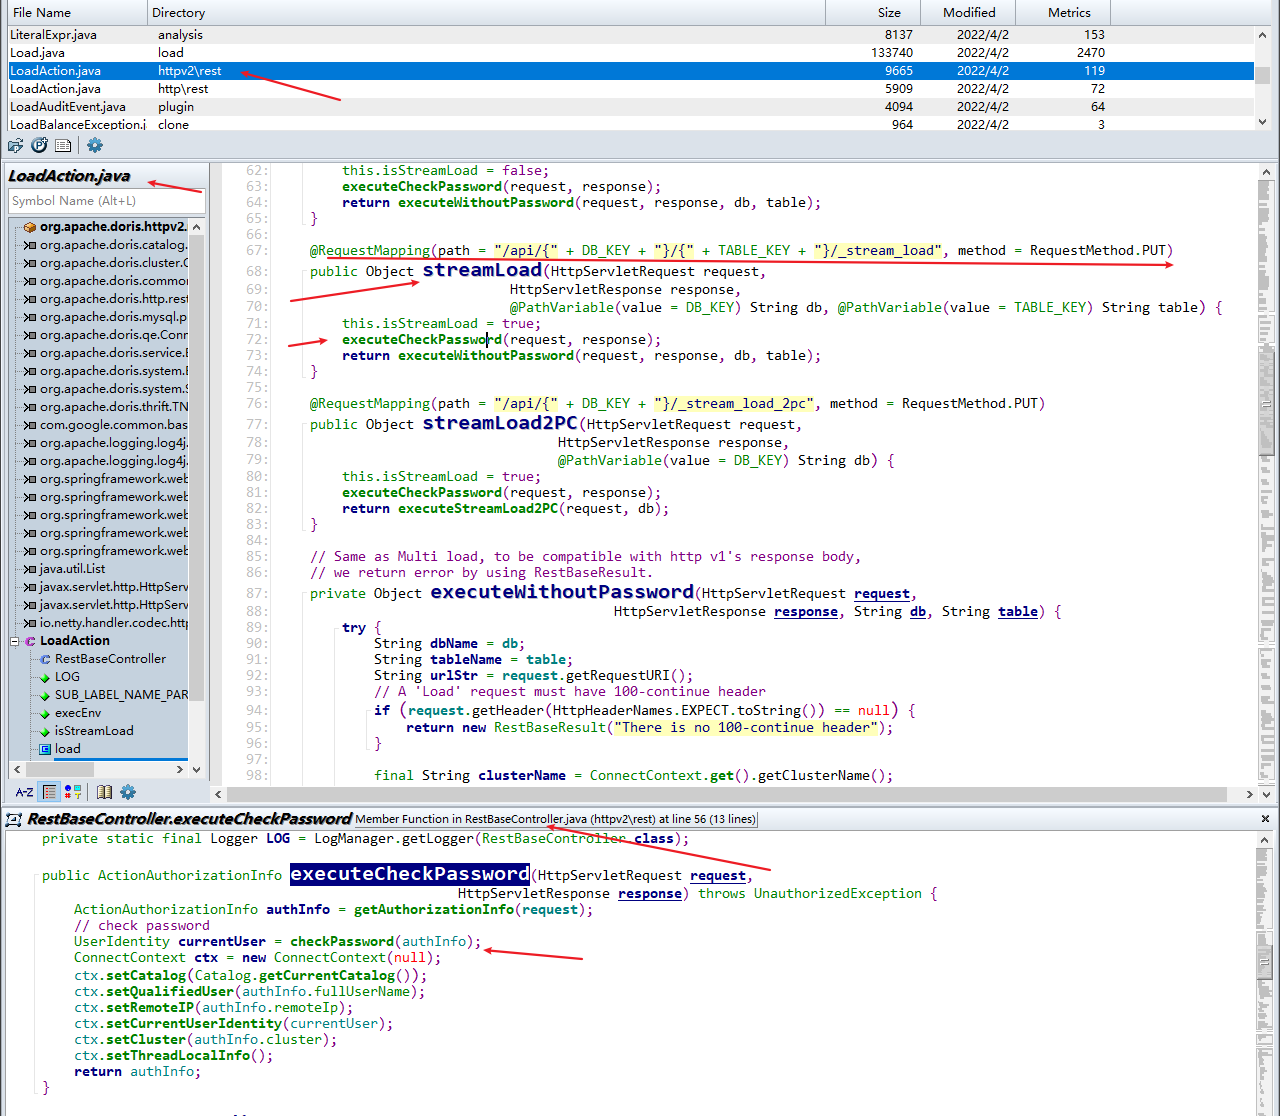 File Name Directory Size Modified Metrics
LiteralExpr.java analysis 8137 2022/4/2 153
Load.java load 133740 2022/4/2 2470
LoadAction.java httpv2\rest 9665 2022/4/2 119
LoadAction.java http\rest 5909 2022/4/2 72
LoadAuditEvent.java plugin 4094 2022/4/2 64
LoadBalanceException.j clone 964 2022/4/2 3
LoadAction.java
Symbol Name (Alt+L)
org.apache.doris.httpv2.
org.apache.doris.catalog.
org.apache.doris.cluster.C
org.apache.doris.common
org.apache.doris.http.rest
org.apache.doris.mysql.p
org.apache.doris.qe.Conn
org.apache.doris.service.E
org.apache.doris.system.E
org.apache.doris.system.S
org.apache.doris.thrift.TN
com.google.common.bas
org.apache.logging.log4j.
org.apache.logging.log4j.
org.springframework.web
org.springframework.web
org.springframework.web
org.springframework.web
java.util.List
javax.servlet.http.HttpServ
javax.servlet.http.HttpServ
io.netty.handler.codec.htt
LoadAction
RestBaseController
LOG
SUB_LABEL_NAME_PAR
execEnv
isStreamLoad
load
A-Z
62: this.isStreamLoad = false;
63: executeCheckPassword(request, response);
64: return executeWithoutPassword(request, response, db, table);
65: }
66:
67: @RequestMapping(path = "/api/{" + DB_KEY + "}/{" + TABLE_KEY + "}/_stream_load", method = RequestMethod.PUT)
68: public Object streamLoad(HttpServletRequest request,
69: HttpServletResponse response,
70: @PathVariable(value = DB_KEY) String db, @PathVariable(value = TABLE_KEY) String table) {
71: this.isStreamLoad = true;
72: executeCheckPassword(request, response);
73: return executeWithoutPassword(request, response, db, table);
74: }
75:
76: @RequestMapping(path = "/api/{" + DB_KEY + "}/_stream_load_2pc", method = RequestMethod.PUT)
77: public Object streamLoad2PC(HttpServletRequest request,
78: HttpServletResponse response,
79: @PathVariable(value = DB_KEY) String db) {
80: this.isStreamLoad = true;
81: executeCheckPassword(request, response);
82: return executeStreamLoad2PC(request, db);
83: }
84:
85: // Same as Multi load, to be compatible with http v1's response body,
86: // we return error by using RestBaseResult.
87: private Object executeWithoutPassword(HttpServletRequest request,
88: HttpServletResponse response, String db, String table) {
89: try {
90: String dbName = db;
91: String tableName = table;
92: String urlStr = request.getRequestURI();
93: // A 'Load' request must have 100-continue header
94: if (request.getHeader(HttpHeaderNames.EXPECT.toString()) == null) {
95: return new RestBaseResult("There is no 100-continue header");
96: }
97:
98: final String clusterName = ConnectContext.get().getClusterName();
RestBaseController.executeCheckPassword Member Function in RestBaseController.java (httpv2\rest) at line 56 (13 lines)
private static final Logger LOG = LogManager.getLogger(RestBaseController.class);
public ActionAuthorizationInfo executeCheckPassword(HttpServletRequest request,
HttpServletResponse response) throws UnauthorizedException {
ActionAuthorizationInfo authInfo = getAuthorizationInfo(request);
// check password
UserIdentity currentUser = checkPassword(authInfo);
ConnectContext ctx = new ConnectContext(null);
ctx.setCatalog(Catalog.getCurrentCatalog());
ctx.setQualifiedUser(authInfo.fullUserName);
ctx.setRemoteIP(authInfo.remoteIp);
ctx.setCurrentUserIdentity(currentUser);
ctx.setCluster(authInfo.cluster);
ctx.setThreadLocalInfo();
return authInfo;
}